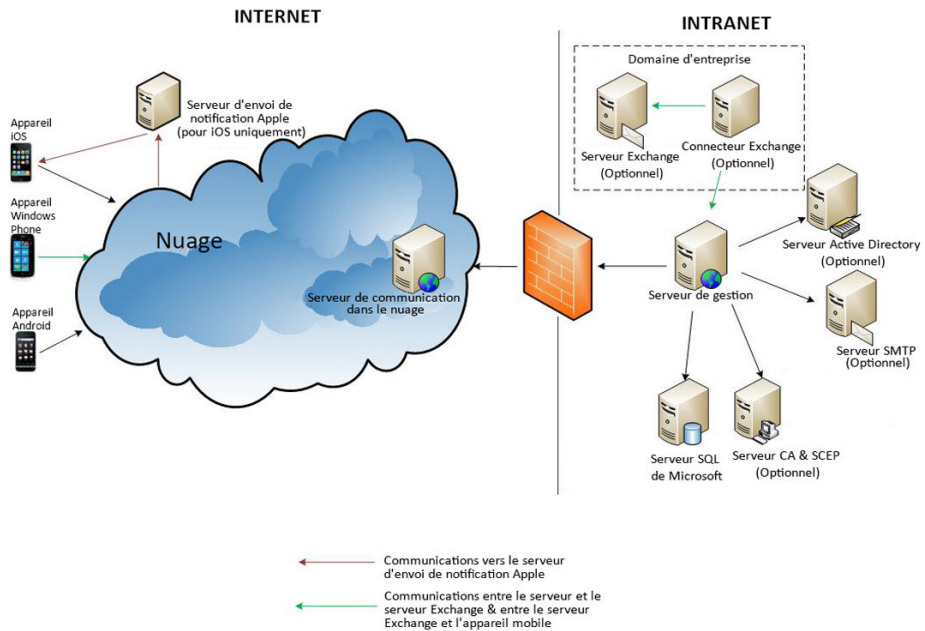 INTERNET
INTRANET
Domaine d'entreprise
Serveur d'envoi de
notification Apple
(pour iOS uniquement)
Appareil
iOS
Serveur Exchange
(Optionnel)
Connecteur Exchange
(Optionnel)
Appareil
Windows
Phone
Nuage
Serveur Active Directory
(Optionnel)
Serveur de communication
dans le nuage
Serveur de gestion
Appareil
Android
Serveur SMTP
(Optionnel)
Serveur SQL
de Microsoft
Serveur CA & SCEP
(Optionnel)
Communications vers le serveur
d'envoi de notification Apple
Communications entre le serveur et le
serveur Exchange & entre le serveur
Exchange et l'appareil mobile